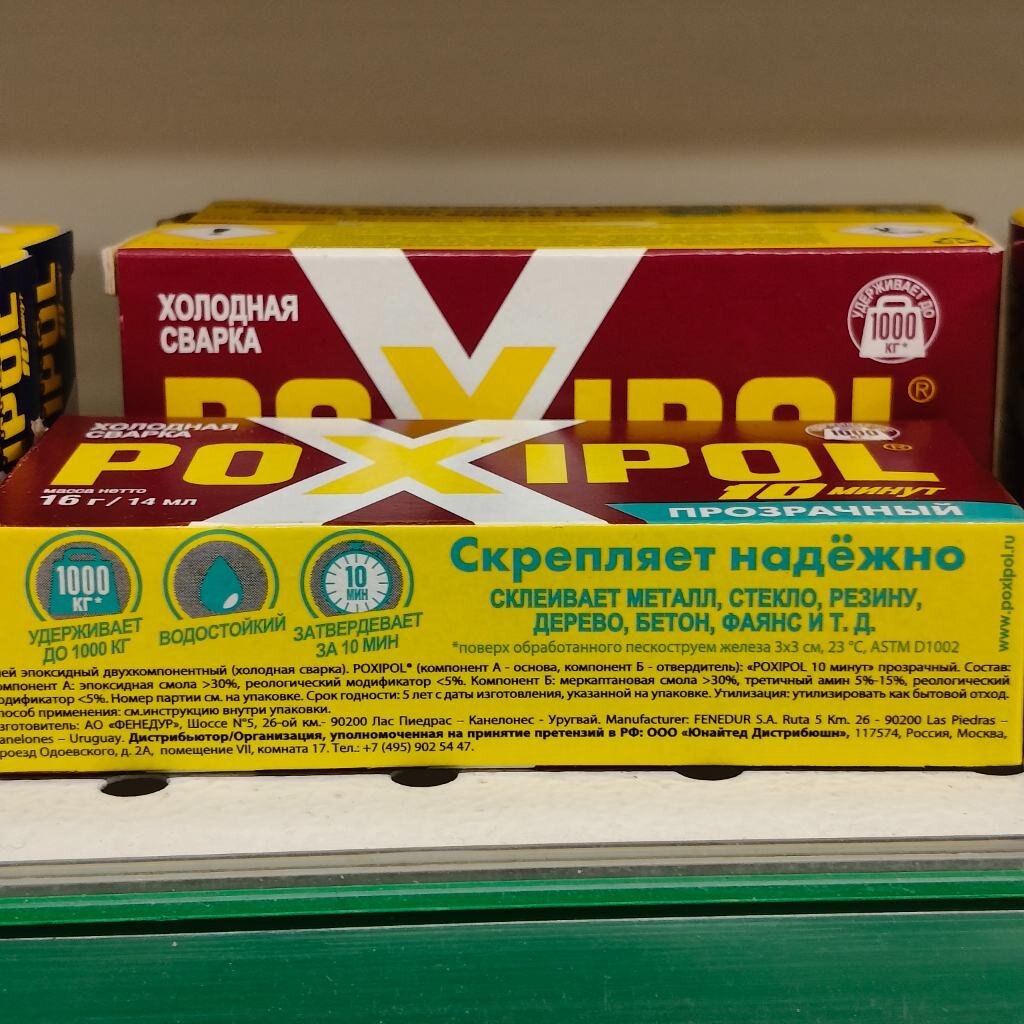 ХОЛОДНАЯ
СВАРКА
УДЕРЖИВАЕТ ДО
1000
КГ*
POXIPOL®
ХОЛОДНАЯ
СВАРКА
1000
POXIPOL®
масса нетто
16 г/ 14 мл
10 минут
ПРОЗРАЧНЫЙ
1000
КГ*
УДЕРЖИВАЕТ
ДО 1000 КГ
ВОДОСТОЙКИЙ
10
МИН
ЗАТВЕРДЕВАЕТ
ЗА 10 МИН
Скрепляет надёжно
СКЛЕИВАЕТ МЕТАЛЛ, СТЕКЛО, РЕЗИНУ,
ДЕРЕВО, БЕТОН, ФАЯНС И Т. Д.
*поверх обработанного пескоструем железа 3x3 см, 23 °C, ASTM D1002
www.poxipol.ru
эпоксидный двухкомпонентный (холодная сварка). POXIPOL® (компонент А - основа, компонент Б - отвердитель): «POXIPOL 10 минут» прозрачный. Состав:
А: эпоксидная смола >30%, реологический модификатор <5%. Компонент Б: меркаптановая смола >30%, третичный амин 5%-15%, реологический
<5%. Номер партии см. на упаковке. Срок годности: 5 лет с даты изготовления, указанной на упаковке. Утилизация: утилизировать как бытовой отход.
применения: см.инструкцию внутри упаковки.
АО «ФЕНЕДУР», Шоссе N°5, 26-ой км.- 90200 Лас Пиедрас – Канелонес - Уругвай. Manufacturer: FENEDUR S.A. Ruta 5 Km. 26 - 90200 Las Piedras –
– Uruguay. Дистрибьютор/Организация, уполномоченная на принятие претензий в РФ: ООО «Юнайтед Дистрибюшн», 117574, Россия, Москва,
Одоевского, д. 2А, помещение VII, комната 17. Тел.: +7 (495) 902 54 47.